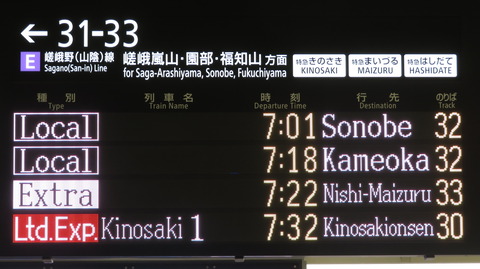 ← 31-33
E 嵯峨野(山陰)線 嵯峨嵐山・園部・福知山 方面 特急きのさき 特急まいづる 特急はしだて
Sagano(San-in) Line for Saga-Arashiyama, Sonobe, Fukuchiyama KINOSAKI MAIZURU HASHIDATE
種別 列車名 時刻 行先 のりば
Type Train Name Departure Time Destination Track
Local 7:01 Sonobe 32
Local 7:18 Kameoka 32
Extra 7:22 Nishi-Maizuru 33
Ltd.Exp. Kinosaki 1 7:32 Kinosakionsen 30